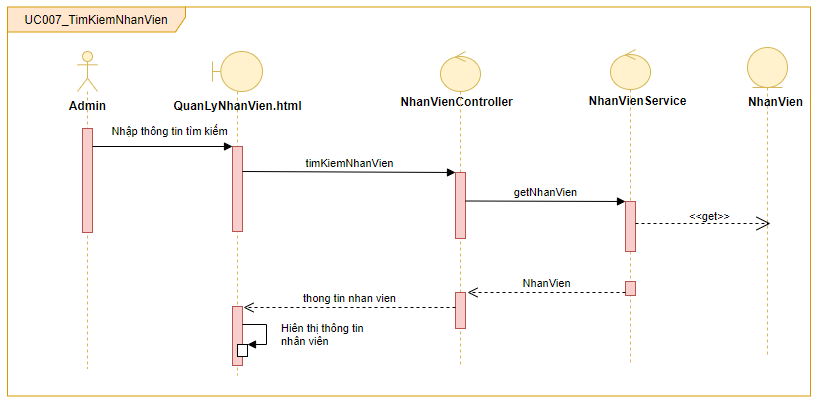 UC007_TimKiemNhanVien
Admin
QuanLyNhanVien.html
NhanVienController
NhanVienService
NhanVien
Nhập thông tin tìm kiếm
timKiemNhanVien
getNhanVien
<<get>>
NhanVien
thong tin nhan vien
Hiên thị thông tin
nhân viên